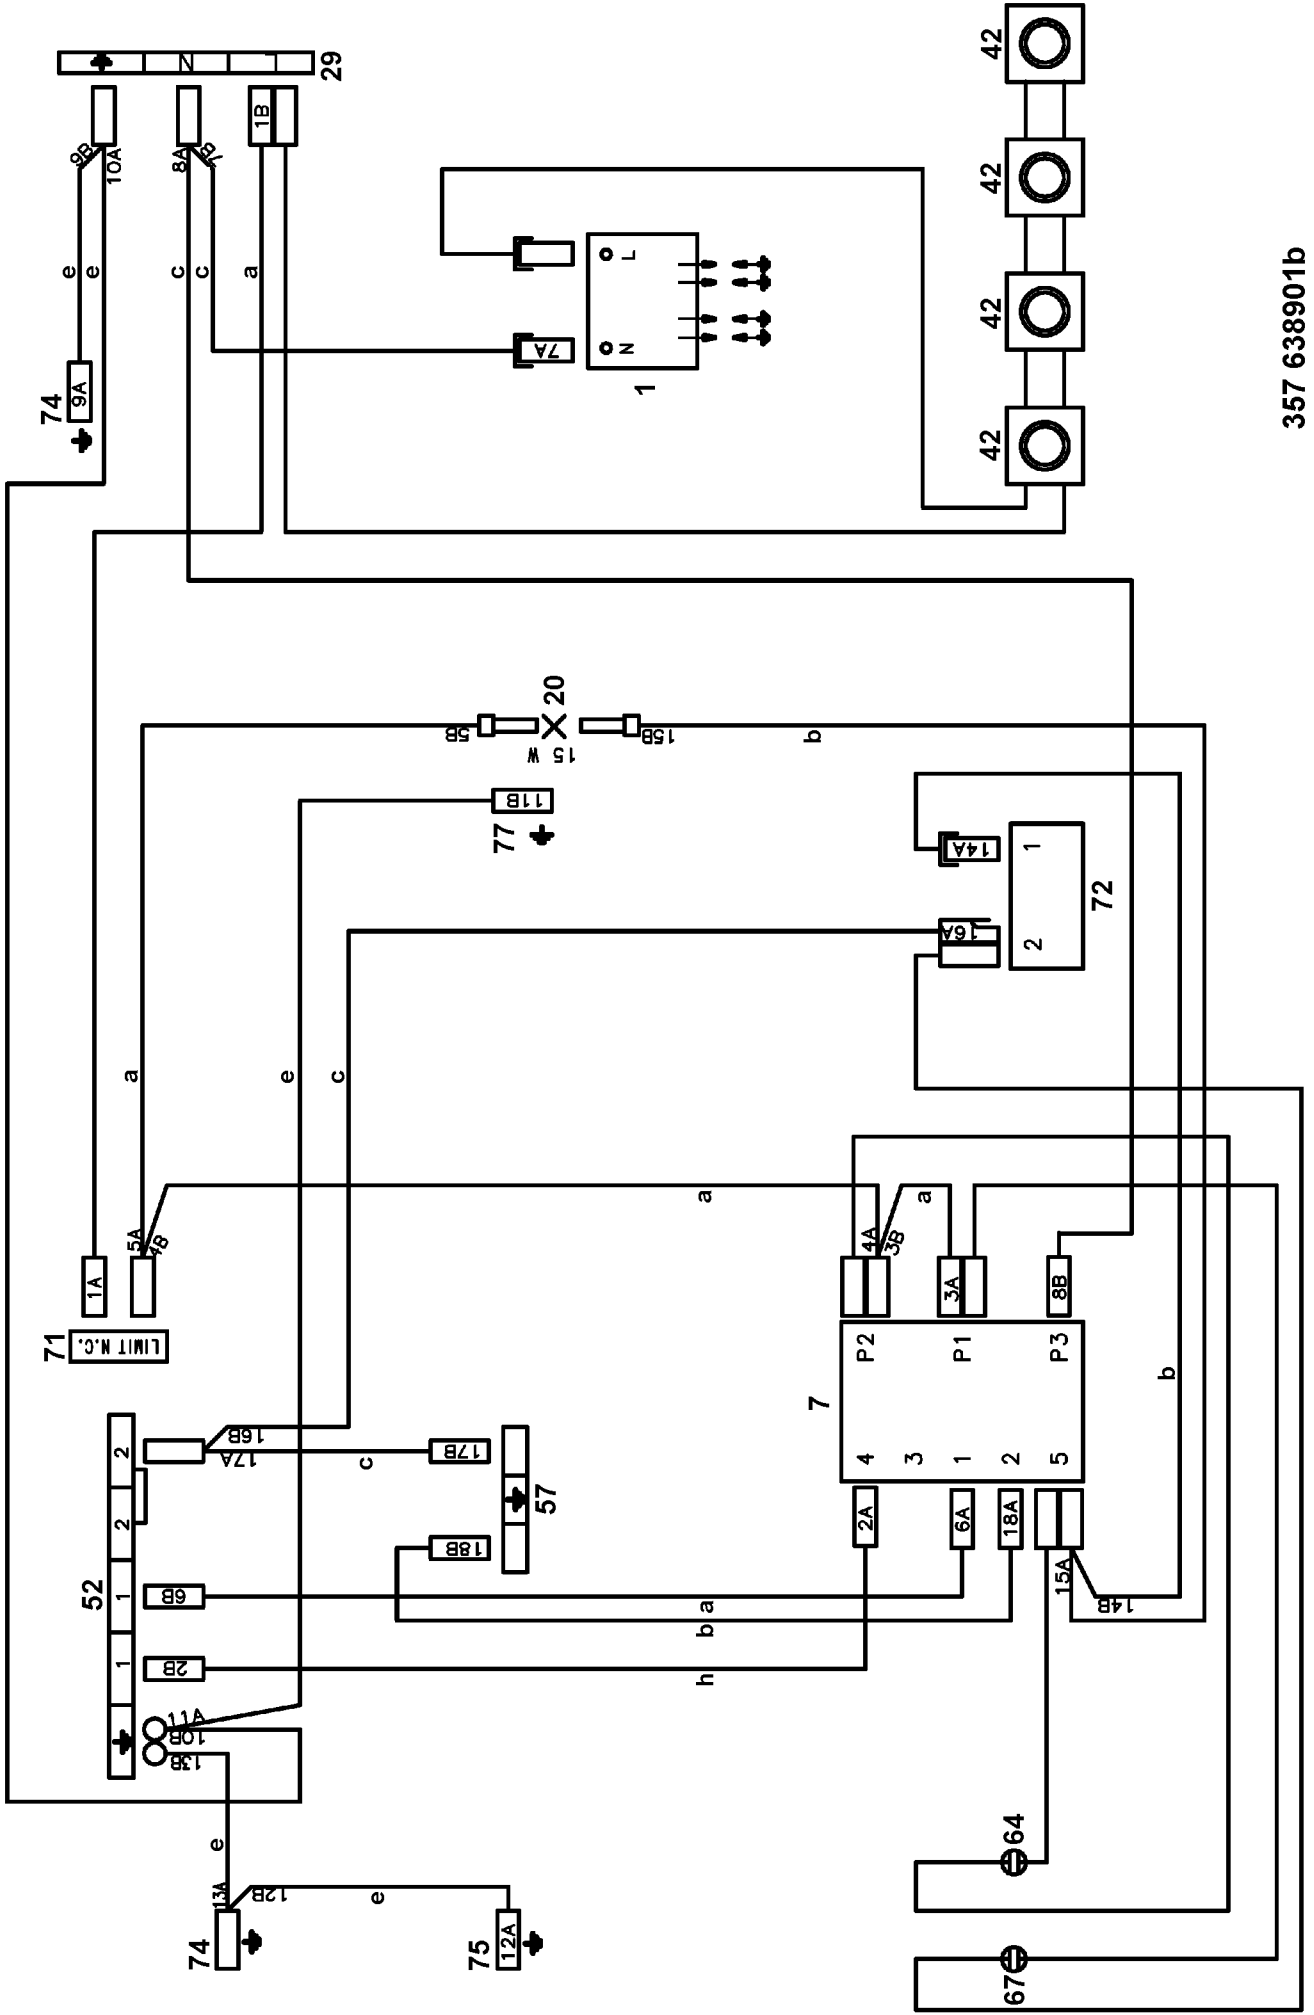 42
42
42
42
29
N
L
1B
9B
10A
8A
7B
e
e
c
c
a
74
9A
L
N
7A
1
357 638901b
5B
20
15 W
15B
b
11B
77
14A
1
16A
2
72
a
e
c
a
a
5A
4B
1A
71
LIMIT N.C.
4A
3B
3A
8B
P2
P1
P3
7
4
3
1
2
5
b
2
2
1
1
52
16B
17A
c
17B
18B
57
6B
2B
2A
6A
18A
15A
14B
a
b
h
11A
10B
13B
e
13A
12B
74
e
75
12A
64
67